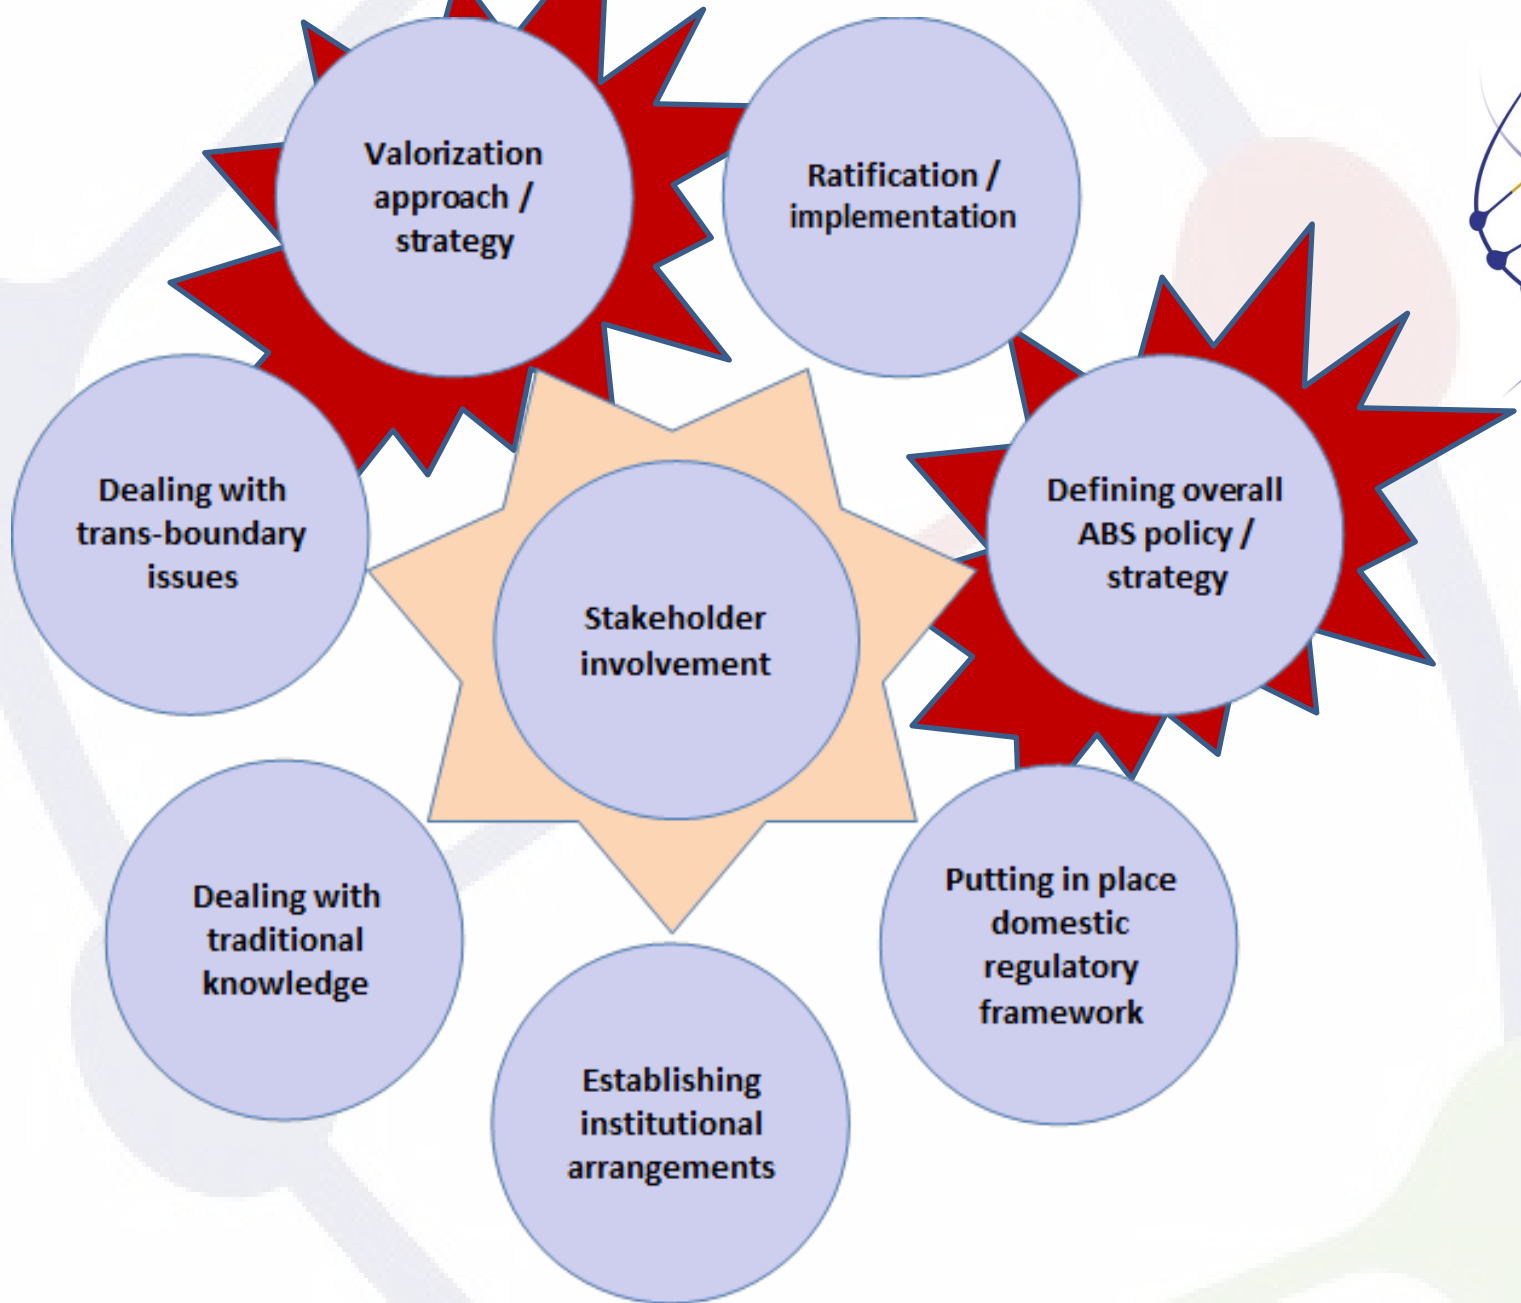 Valorization
approach /
strategy
Ratification /
implementation
Dealing with
trans-boundary
issues
Defining overall
ABS policy /
strategy
Stakeholder
involvement
Dealing with
traditional
knowledge
Putting in place
domestic
regulatory
framework
Establishing
institutional
arrangements